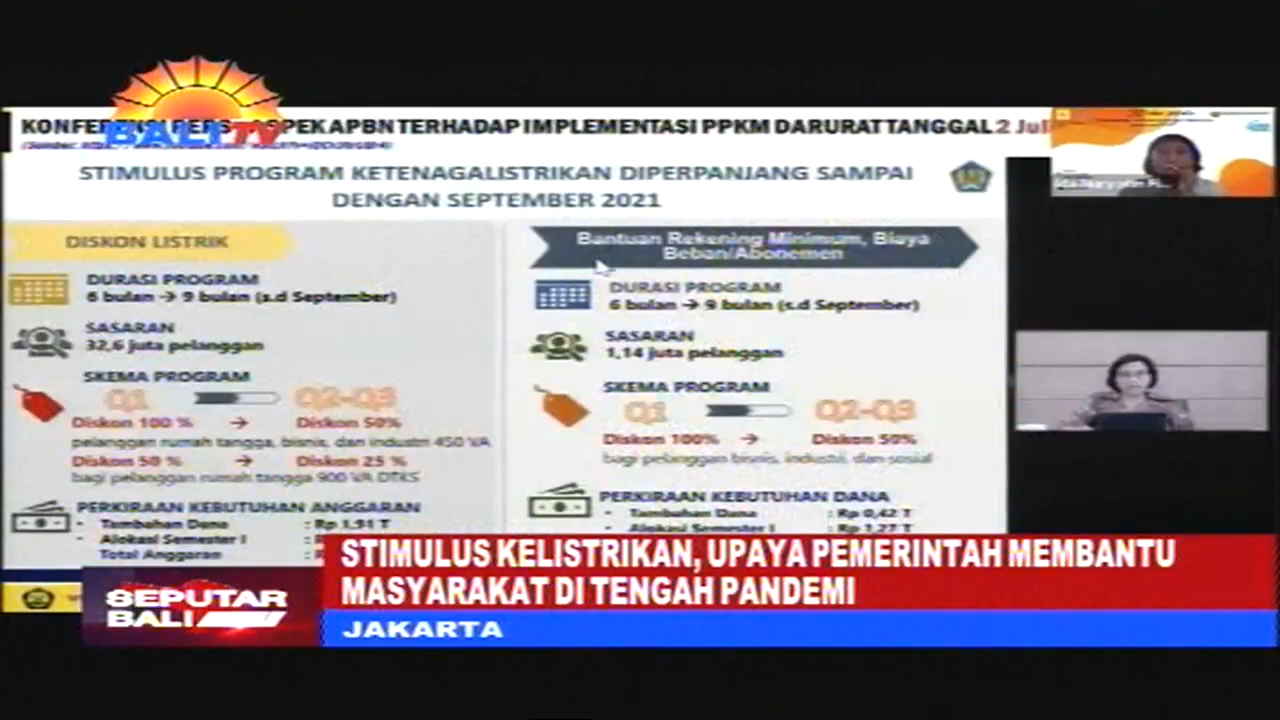 BALI TV
TERHADAP IMPLEMENTASI PPKM DARURAT TANGGAL 2
STIMULUS PROGRAM KETENAGALISTRIKAN DIPERPANJANG SAMPAI
DENGAN SEPTEMBER 2021
DISKON LISTRIK
DURASI PROGRAM
6 bulan → 9 bulan (s.d September)
SASARAN
32,6 juta pelanggan
SKEMA PROGRAM
Q1 Q2-Q3
Diskon 100 % → Diskon 50%
pelanggan rumah tangga, bisnis, dan industri 450 VA
Diskon 50 % → Diskon 25 %
bagi pelanggan rumah tangga 900 VA DTKS
PERKIRAAN KEBUTUHAN ANGGARAN
• Tambahan Dana : Rp 1,91 T
• Alokasi Semester I :
Total Anggaran :
Bantuan Rekening Minimum, Biaya
Beban/Abonemen
DURASI PROGRAM
6 bulan → 9 bulan (s.d September)
SASARAN
1,14 juta pelanggan
SKEMA PROGRAM
Q1 Q2-Q3
Diskon 100% → Diskon 50%
bagi pelanggan bisnis, industri, dan sosial
PERKIRAAN KEBUTUHAN DANA
• Tambahan Dana : Rp 0,42 T
• Alokasi Semester I : Rp 1,27 T
STIMULUS KELISTRIKAN, UPAYA PEMERINTAH MEMBANTU
MASYARAKAT DI TENGAH PANDEMI
SEPUTAR
BALI
JAKARTA